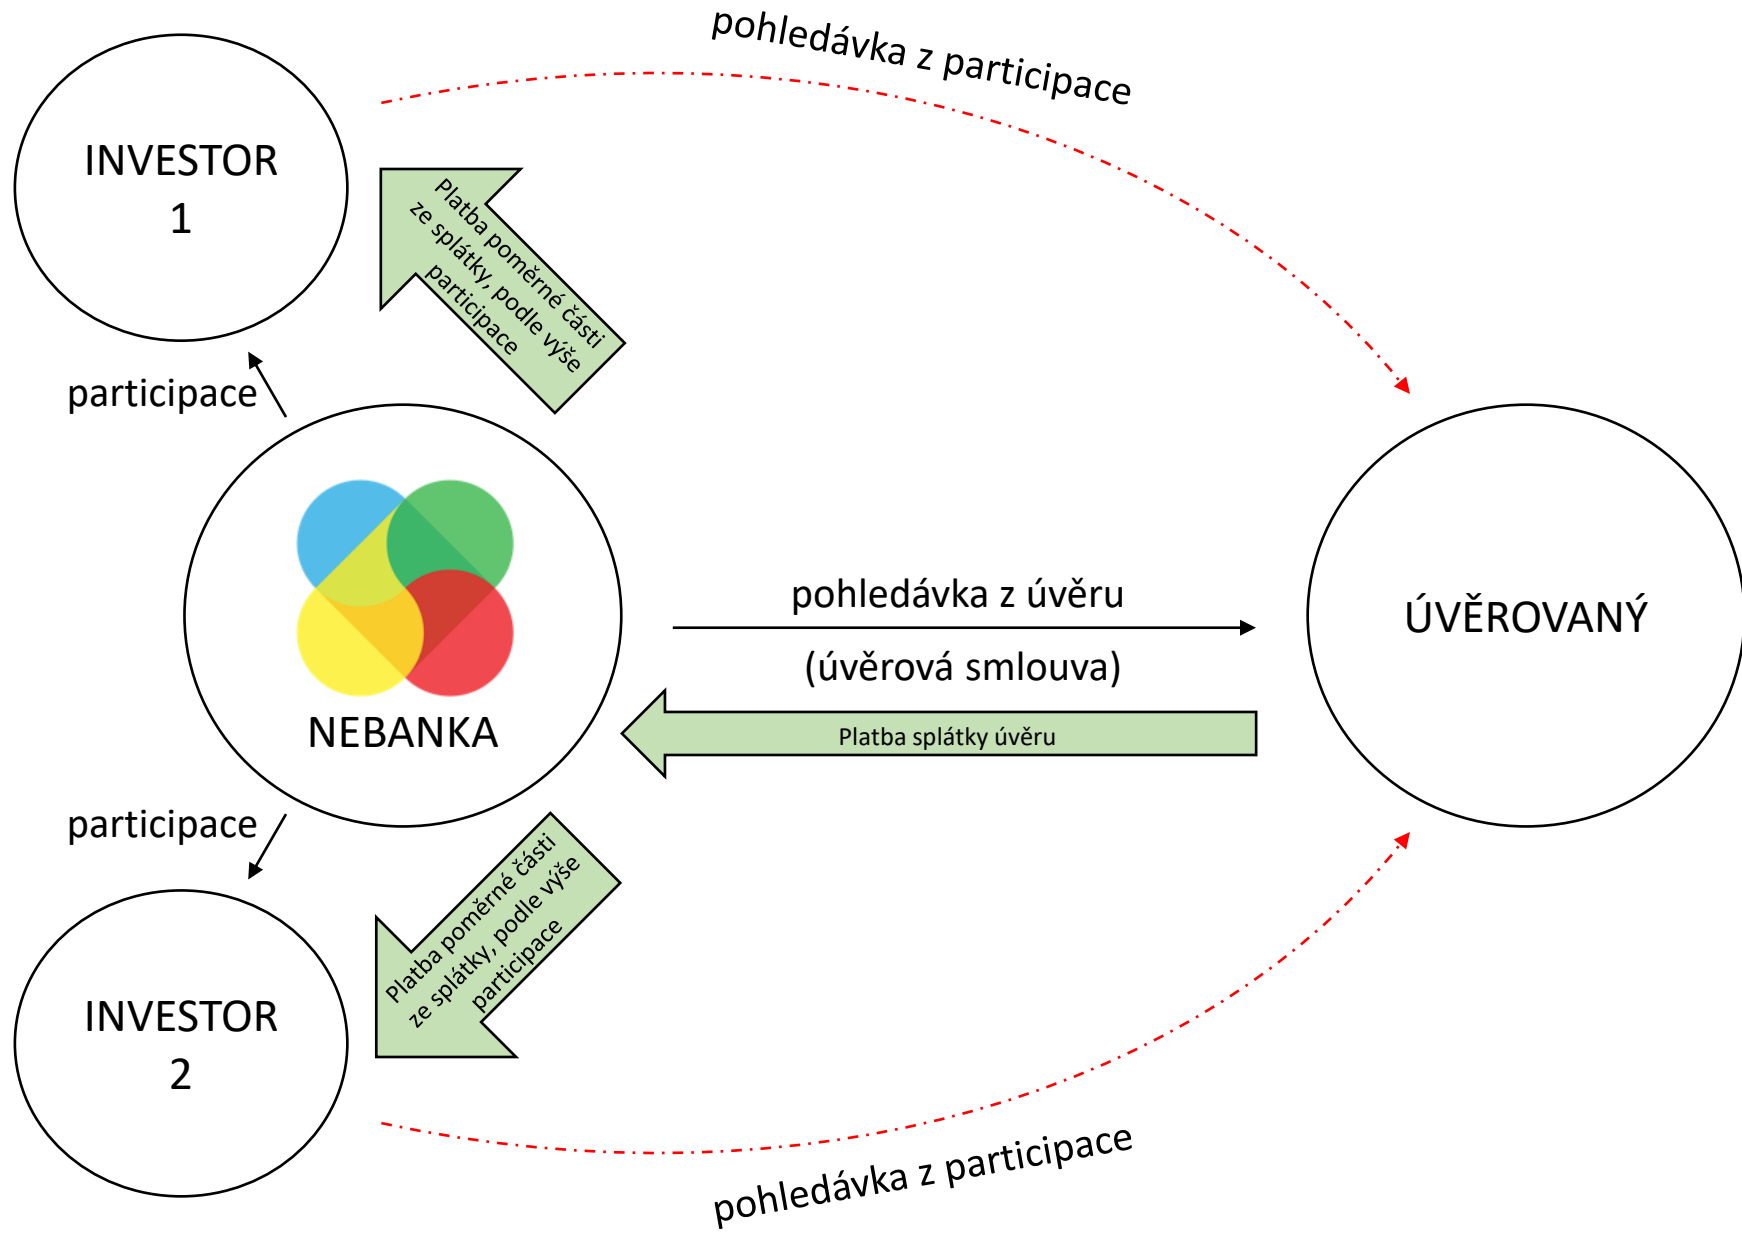 pohledávka z participace
INVESTOR
1
Platba poměrné části
ze splátky, podle výše
participace
participace
NEBANKA
pohledávka z úvěru
(úvěrová smlouva)
Platba splátky úvěru
ÚVĚROVANÝ
participace
Platba poměrné části
ze splátky, podle výše
participace
INVESTOR
2
pohledávka z participace